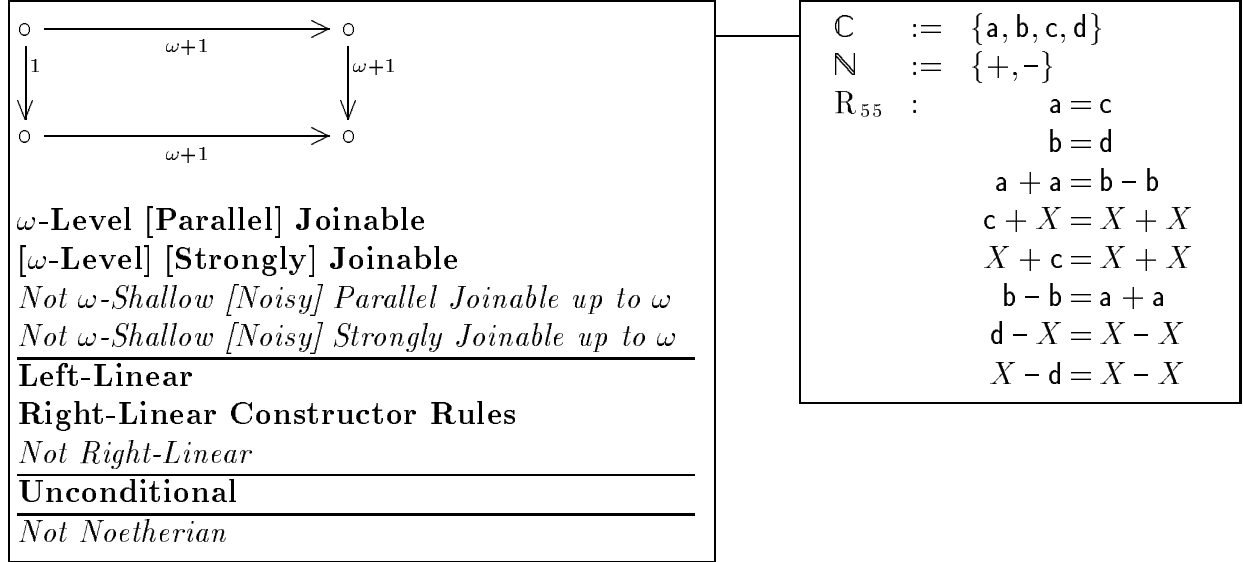 ω+1
1
ω+1
ω+1
ω-Level [Parallel] Joinable
[ω-Level] [Strongly] Joinable
Not ω-Shallow [Noisy] Parallel Joinable up to ω
Not ω-Shallow [Noisy] Strongly Joinable up to ω
Left-Linear
Right-Linear Constructor Rules
Not Right-Linear
Unconditional
Not Noetherian
ℂ := {a, b, c, d}
ℕ := {+, −}
R₅₅ : a = c
b = d
a + a = b − b
c + X = X + X
X + c = X + X
b − b = a + a
d − X = X − X
X − d = X − X